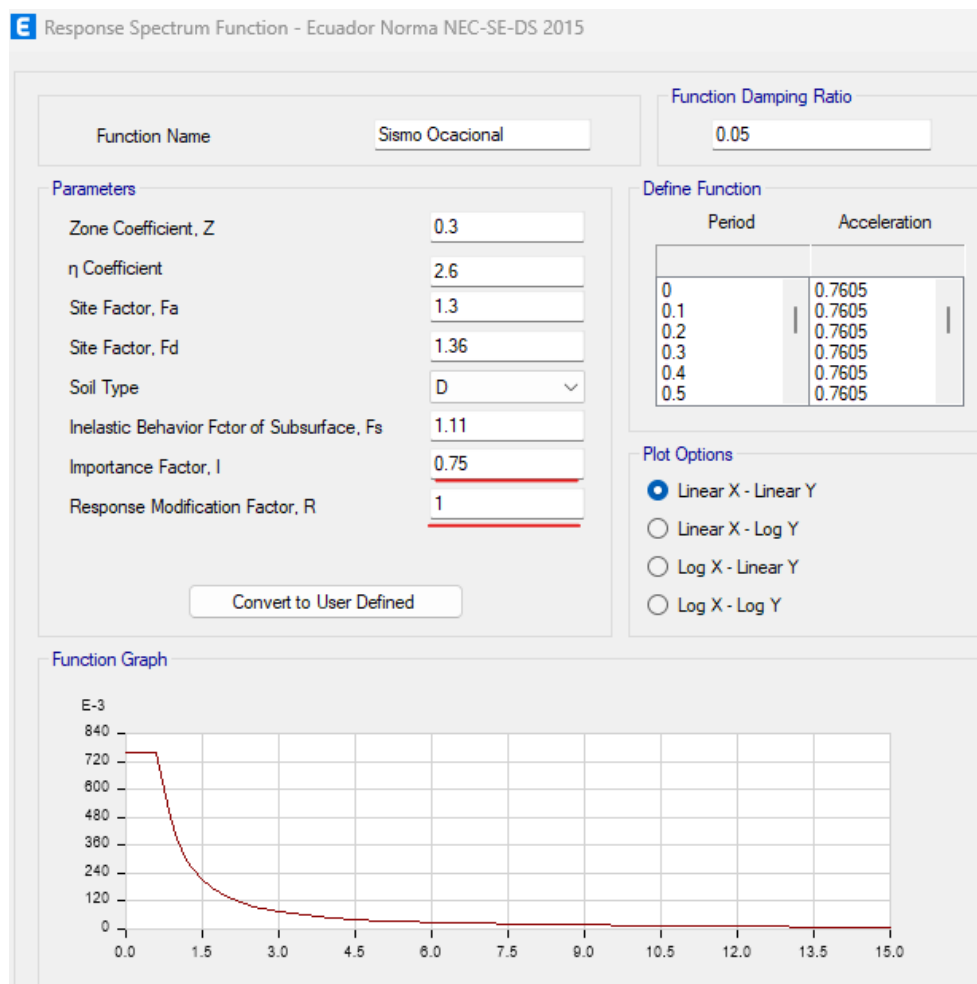 E Response Spectrum Function - Ecuador Norma NEC-SE-DS 2015
Function Name Sismo Ocacional
Function Damping Ratio
0.05
Parameters
Zone Coefficient, Z 0.3
η Coefficient 2.6
Site Factor, Fa 1.3
Site Factor, Fd 1.36
Soil Type D
Inelastic Behavior Fctor of Subsurface, Fs 1.11
Importance Factor, I 0.75
Response Modification Factor, R 1
Convert to User Defined
Define Function
Period Acceleration
0 0.7605
0.1 0.7605
0.2 0.7605
0.3 0.7605
0.4 0.7605
0.5 0.7605
Plot Options
Linear X - Linear Y
Linear X - Log Y
Log X - Linear Y
Log X - Log Y
Function Graph
E-3
840
720
600
480
360
240
120
0
0.0 1.5 3.0 4.5 6.0 7.5 9.0 10.5 12.0 13.5 15.0